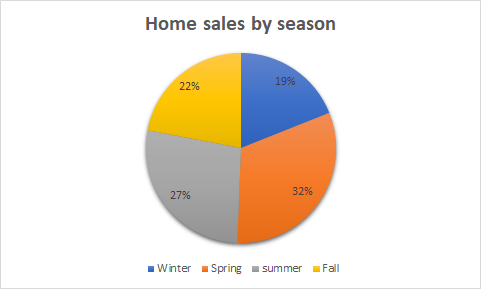 Home sales by season
19%
22%
32%
27%
Winter Spring summer Fall